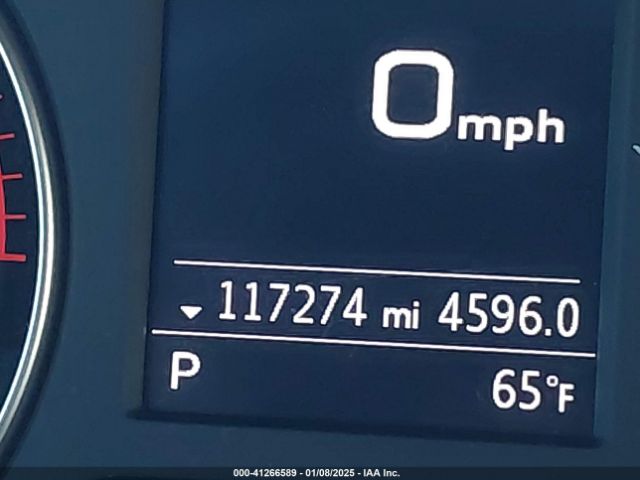 0 mph
117274 mi 4596.0
P 65°F
000-41266589 - 01/08/2025 - IAA Inc.